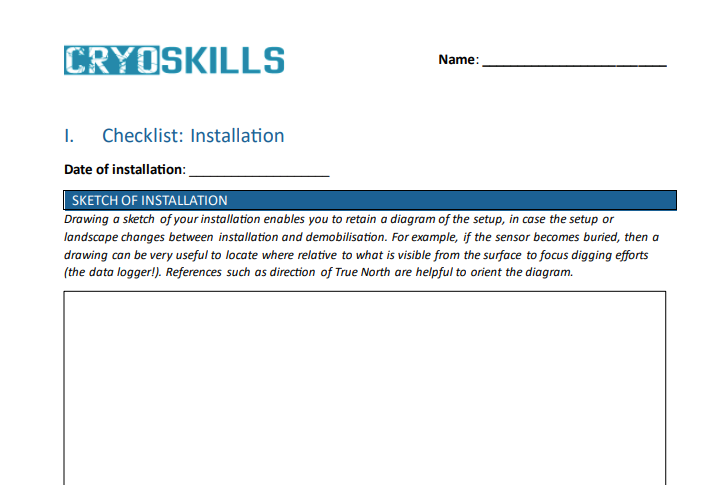 CRYOSKILLS
Name: ___________________________
I. Checklist: Installation
Date of installation: ____________________
SKETCH OF INSTALLATION
Drawing a sketch of your installation enables you to retain a diagram of the setup, in case the setup or
landscape changes between installation and demobilisation. For example, if the sensor becomes buried, then a
drawing can be very useful to locate where relative to what is visible from the surface to focus digging efforts
(the data logger!). References such as direction of True North are helpful to orient the diagram.